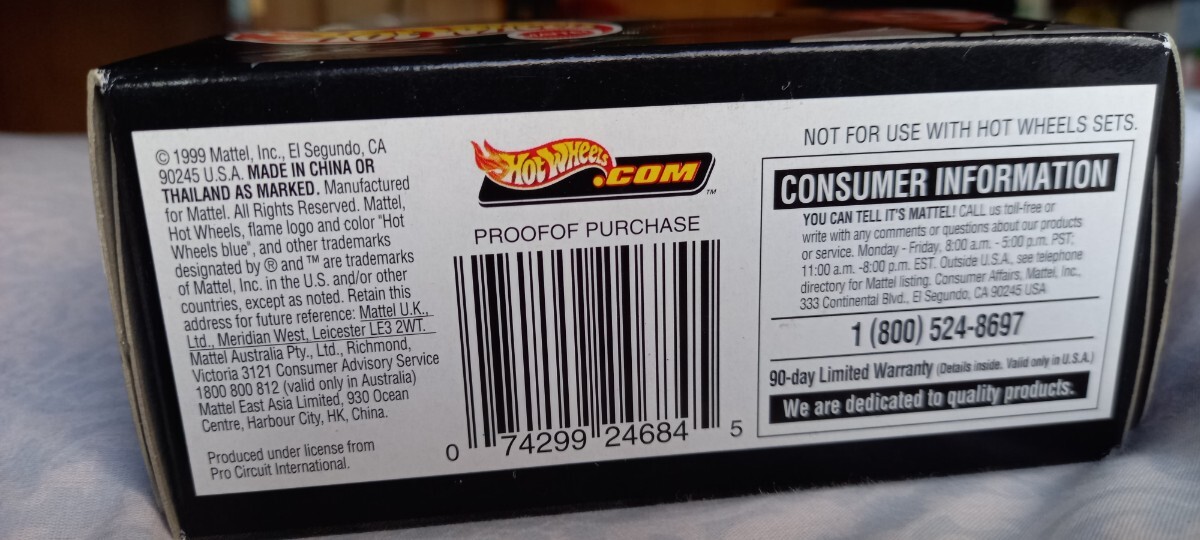 © 1999 Mattel, Inc., El Segundo, CA
90245 U.S.A. MADE IN CHINA OR
THAILAND AS MARKED. Manufactured
for Mattel. All Rights Reserved. Mattel,
Hot Wheels, flame logo and color "Hot
Wheels blue", and other trademarks
designated by ® and ™ are trademarks
of Mattel, Inc. in the U.S. and/or other
countries, except as noted. Retain this
address for future reference: Mattel U.K.,
Ltd., Meridian West, Leicester LE3 2WT.
Mattel Australia Pty., Ltd., Richmond,
Victoria 3121 Consumer Advisory Service
1800 800 812 (valid only in Australia)
Mattel East Asia Limited, 930 Ocean
Centre, Harbour City, HK, China.
Produced under license from
Pro Circuit International.
HOT WHEELS
.COM ™
PROOFOF PURCHASE
0 74299 24684 5
NOT FOR USE WITH HOT WHEELS SETS.
CONSUMER INFORMATION
YOU CAN TELL IT'S MATTEL! CALL us toll-free or
write with any comments or questions about our products
or service. Monday - Friday, 8:00 a.m. - 5:00 p.m. PST;
11:00 a.m. -8:00 p.m. EST. Outside U.S.A., see telephone
directory for Mattel listing. Consumer Affairs, Mattel, Inc.,
333 Continental Blvd., El Segundo, CA 90245 USA
1 (800) 524-8697
90-day Limited Warranty (Details inside. Valid only in U.S.A.)
We are dedicated to quality products.